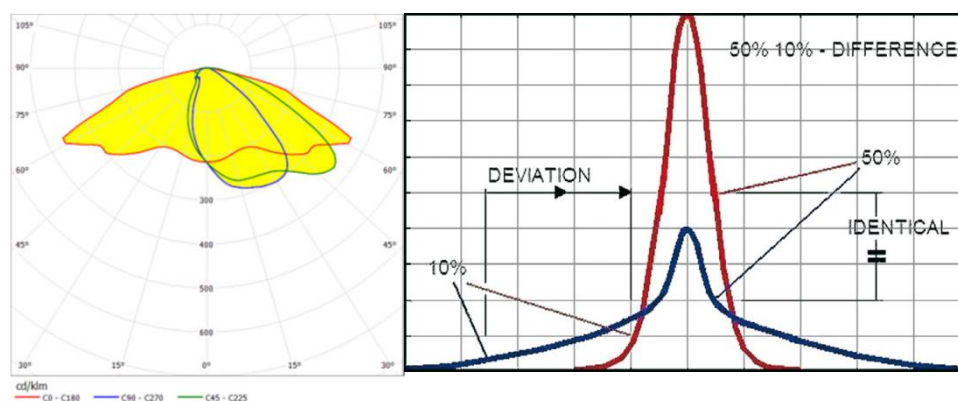 105° 105°
90° 90°
75° 75°
60° 60°
45° 45°
300
400
500
600
30° 15° 0° 15° 30°
cd/klm
C0 - C180 C90 - C270 C45 - C225
50% 10% - DIFFERENCE
50%
DEVIATION
IDENTICAL
=
10%